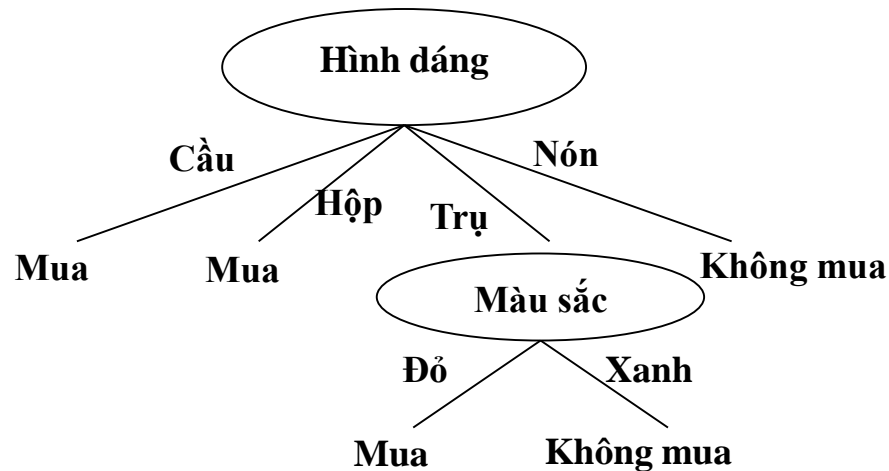 Hình dáng
Cầu
Nón
Hộp
Trụ
Mua
Mua
Không mua
Màu sắc
Đỏ
Xanh
Mua
Không mua